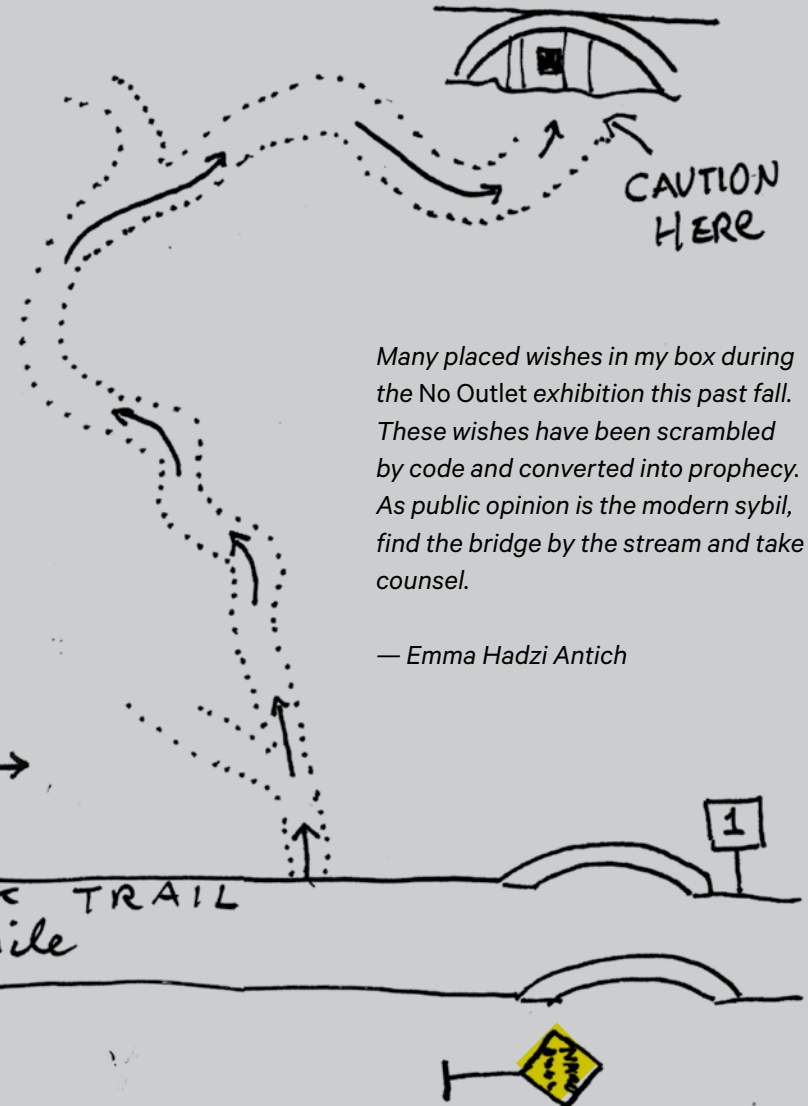 CAUTION
HERE
Many placed wishes in my box during
the No Outlet exhibition this past fall.
These wishes have been scrambled
by code and converted into prophecy.
As public opinion is the modern sybil,
find the bridge by the stream and take
counsel.
— Emma Hadzi Antich
1
TRAIL